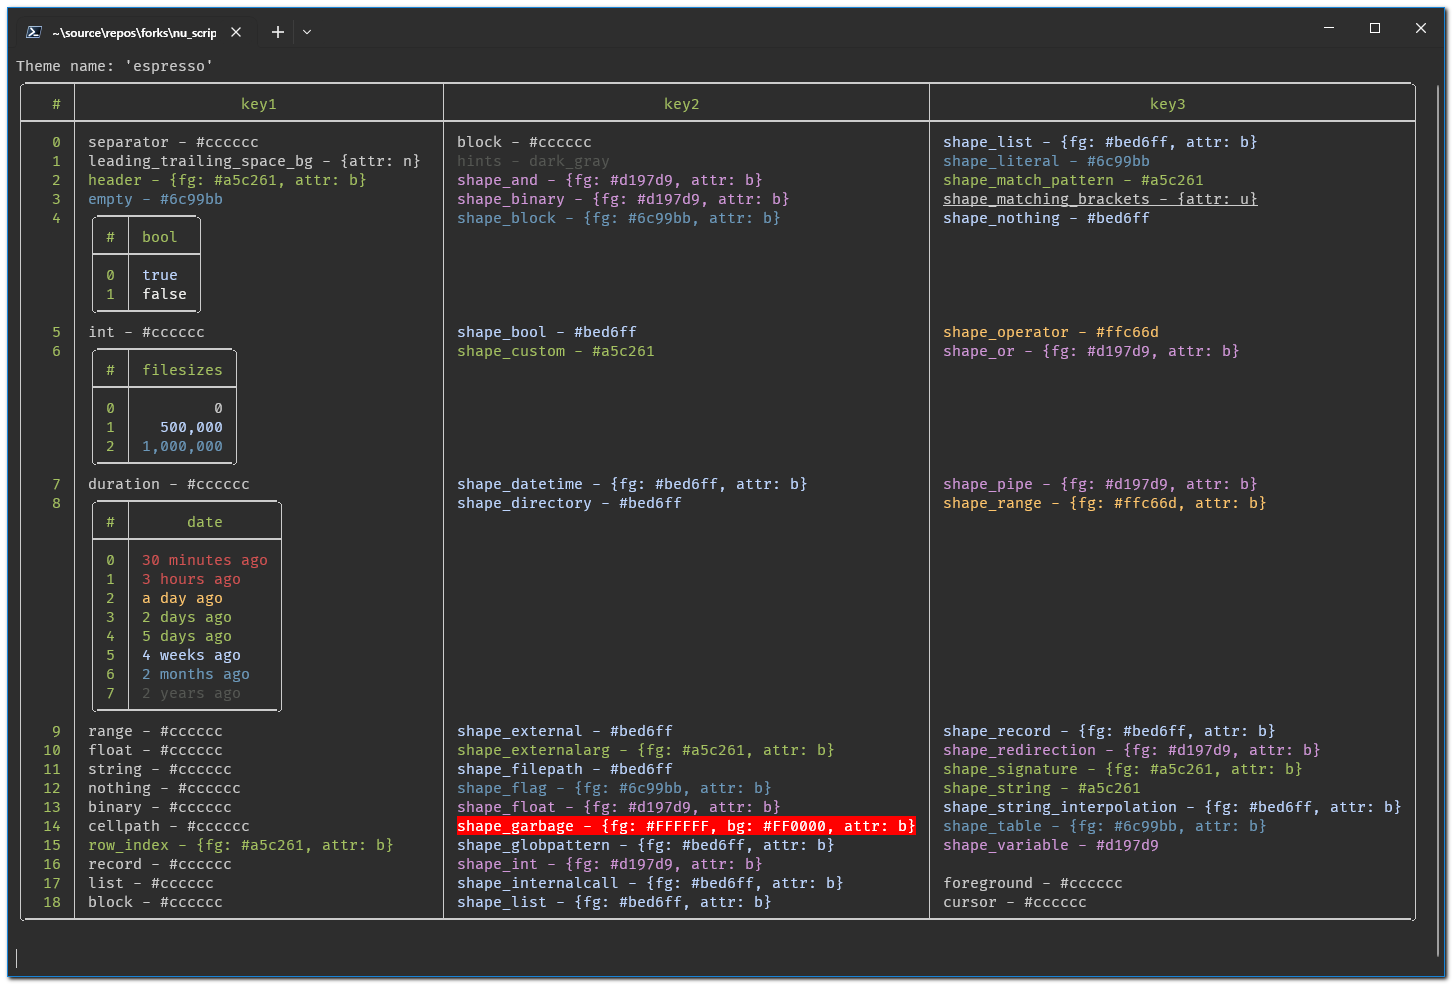 ~\source\repos\forks\nu_scrip
Theme name: 'espresso'
# key1 key2 key3
0 separator - #cccccc block - #cccccc shape_list - {fg: #bed6ff, attr: b}
1 leading_trailing_space_bg - {attr: n} hints - dark_gray shape_literal - #6c99bb
2 header - {fg: #a5c261, attr: b} shape_and - {fg: #d197d9, attr: b} shape_match_pattern - #a5c261
3 empty - #6c99bb shape_binary - {fg: #d197d9, attr: b} shape_matching_brackets - {attr: u}
4 shape_block - {fg: #6c99bb, attr: b} shape_nothing - #bed6ff
# bool
0 true
1 false
5 int - #cccccc shape_bool - #bed6ff shape_operator - #ffc66d
6 shape_custom - #a5c261 shape_or - {fg: #d197d9, attr: b}
# filesizes
0 0
1 500,000
2 1,000,000
7 duration - #cccccc shape_datetime - {fg: #bed6ff, attr: b} shape_pipe - {fg: #d197d9, attr: b}
8 shape_directory - #bed6ff shape_range - {fg: #ffc66d, attr: b}
# date
0 30 minutes ago
1 3 hours ago
2 a day ago
3 2 days ago
4 5 days ago
5 4 weeks ago
6 2 months ago
7 2 years ago
9 range - #cccccc shape_external - #bed6ff shape_record - {fg: #bed6ff, attr: b}
10 float - #cccccc shape_externalarg - {fg: #a5c261, attr: b} shape_redirection - {fg: #d197d9, attr: b}
11 string - #cccccc shape_filepath - #bed6ff shape_signature - {fg: #a5c261, attr: b}
12 nothing - #cccccc shape_flag - {fg: #6c99bb, attr: b} shape_string - #a5c261
13 binary - #cccccc shape_float - {fg: #d197d9, attr: b} shape_string_interpolation - {fg: #bed6ff, attr: b}
14 cellpath - #cccccc shape_garbage - {fg: #FFFFFF, bg: #FF0000, attr: b} shape_table - {fg: #6c99bb, attr: b}
15 row_index - {fg: #a5c261, attr: b} shape_globpattern - {fg: #bed6ff, attr: b} shape_variable - #d197d9
16 record - #cccccc shape_int - {fg: #d197d9, attr: b}
17 list - #cccccc shape_internalcall - {fg: #bed6ff, attr: b} foreground - #cccccc
18 block - #cccccc shape_list - {fg: #bed6ff, attr: b} cursor - #cccccc